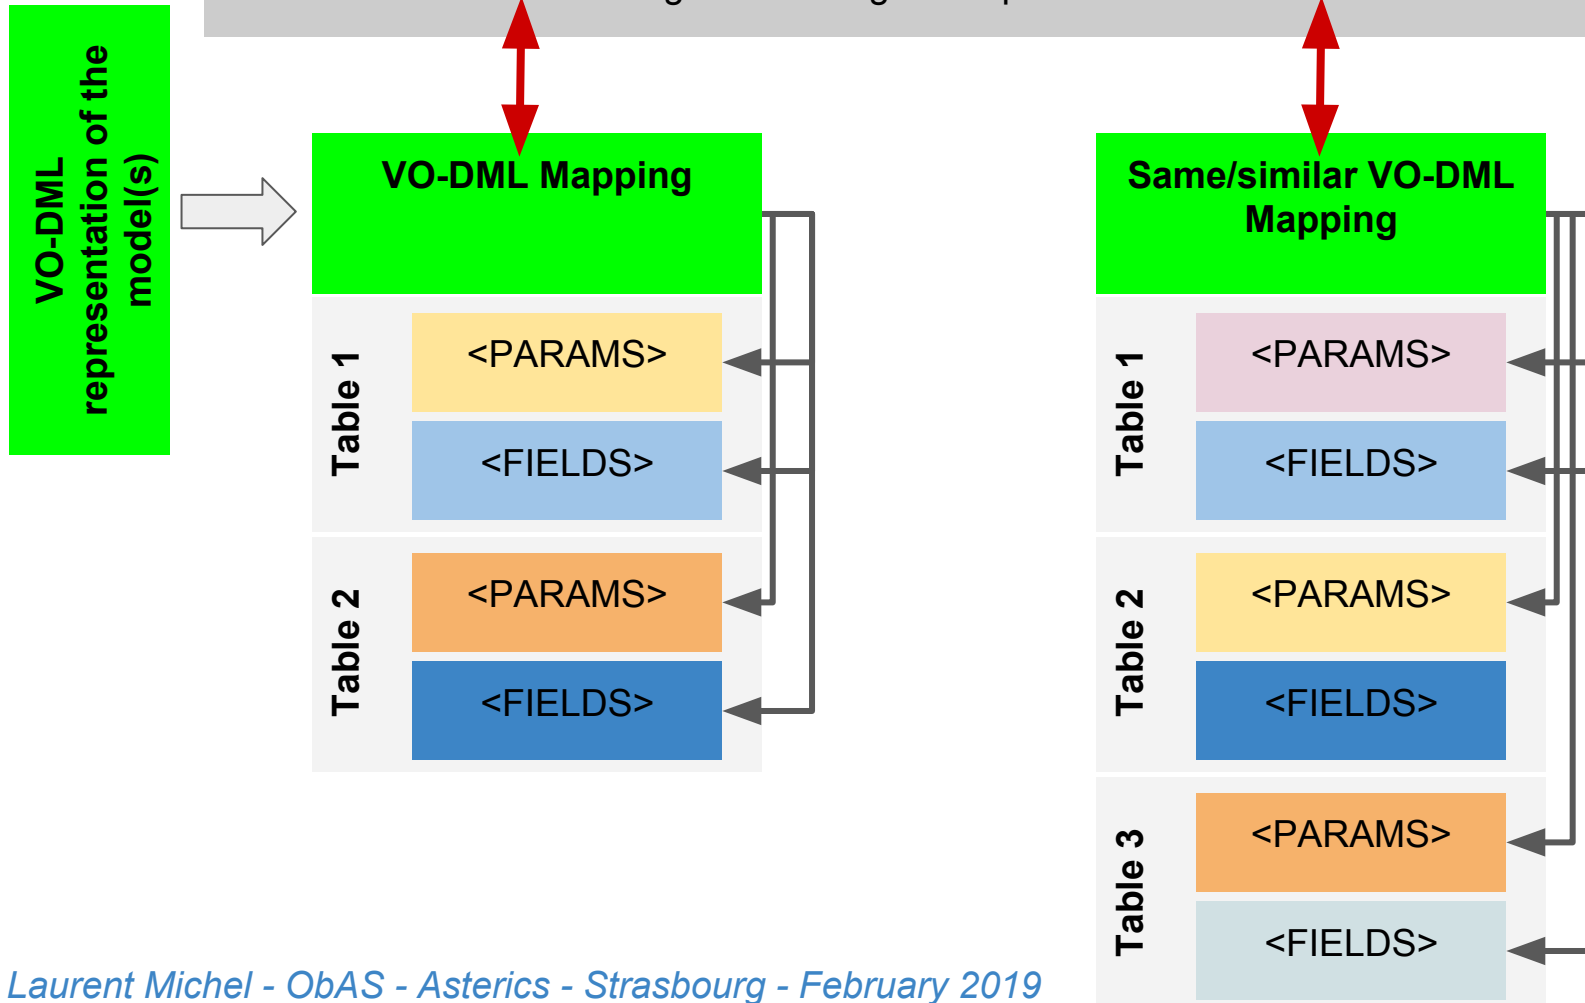 VO-DML
representation of the
model(s)
VO-DML Mapping
Table 1
<PARAMS>
<FIELDS>
Table 2
<PARAMS>
<FIELDS>
Same/similar VO-DML
Mapping
Table 1
<PARAMS>
<FIELDS>
Table 2
<PARAMS>
<FIELDS>
Table 3
<PARAMS>
<FIELDS>
Laurent Michel - ObAS - Asterics - Strasbourg - February 2019